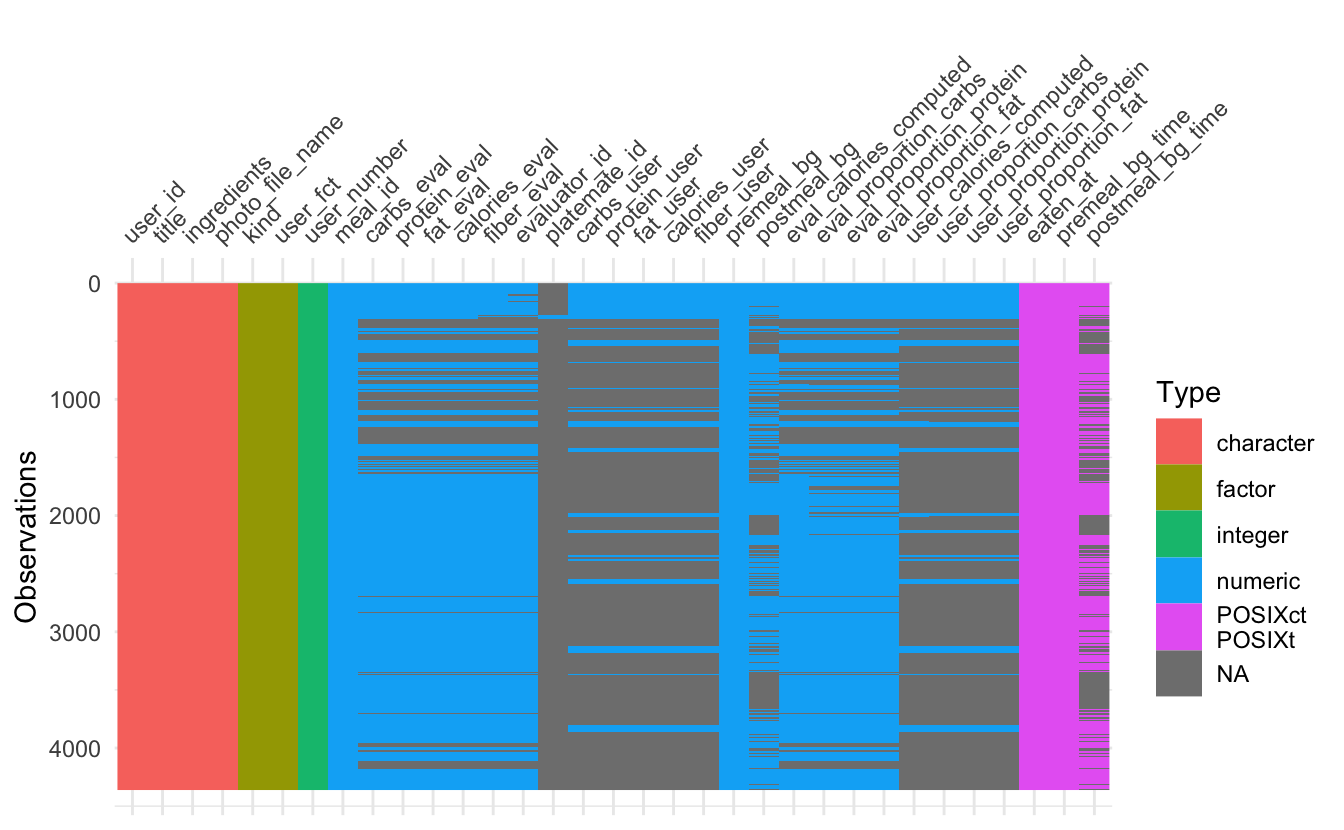 user_id
title
ingredients
photo_file_name
kind
user_fct
user_number
meal_id
carbs_eval
protein_eval
fat_eval
calories_eval
fiber_eval
evaluator_id
platemate_id
carbs_user
protein_user
fat_user
calories_user
fiber_user
premeal_bg
postmeal_bg
eval_calories_computed
eval_proportion_carbs
eval_proportion_protein
eval_proportion_fat
user_calories_computed
user_proportion_carbs
user_proportion_protein
user_proportion_fat
eaten_at
premeal_bg_time
postmeal_bg_time
0
1000
2000
3000
4000
Observations
Type
character
factor
integer
numeric
POSIXct
POSIXt
NA